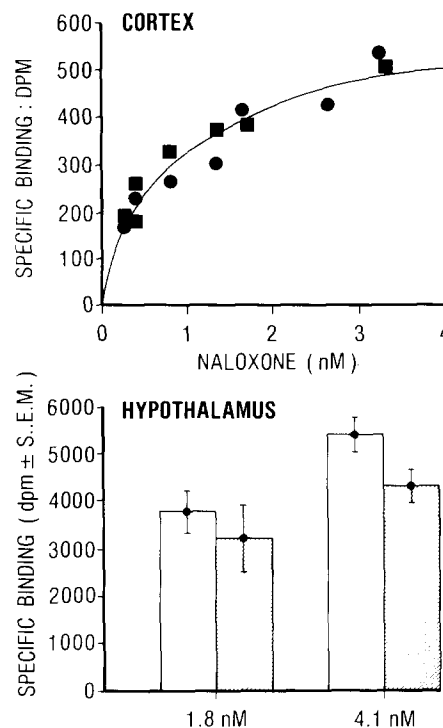 CORTEX
600
500
400
300
200
100
0
SPECIFIC BINDING : DPM
0 1 2 3 4
NALOXONE ( nM )
HYPOTHALAMUS
6000
5000
4000
3000
2000
1000
0
SPECIFIC BINDING ( dpm ± S..E.M.)
1.8 nM 4.1 nM